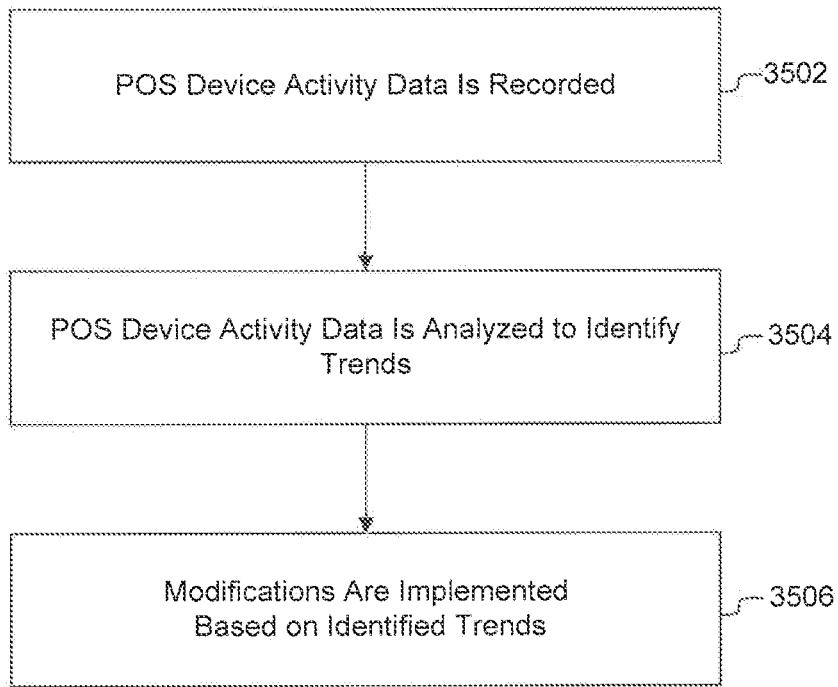 POS Device Activity Data Is Recorded
3502
POS Device Activity Data Is Analyzed to Identify
Trends
3504
Modifications Are Implemented
Based on Identified Trends
3506